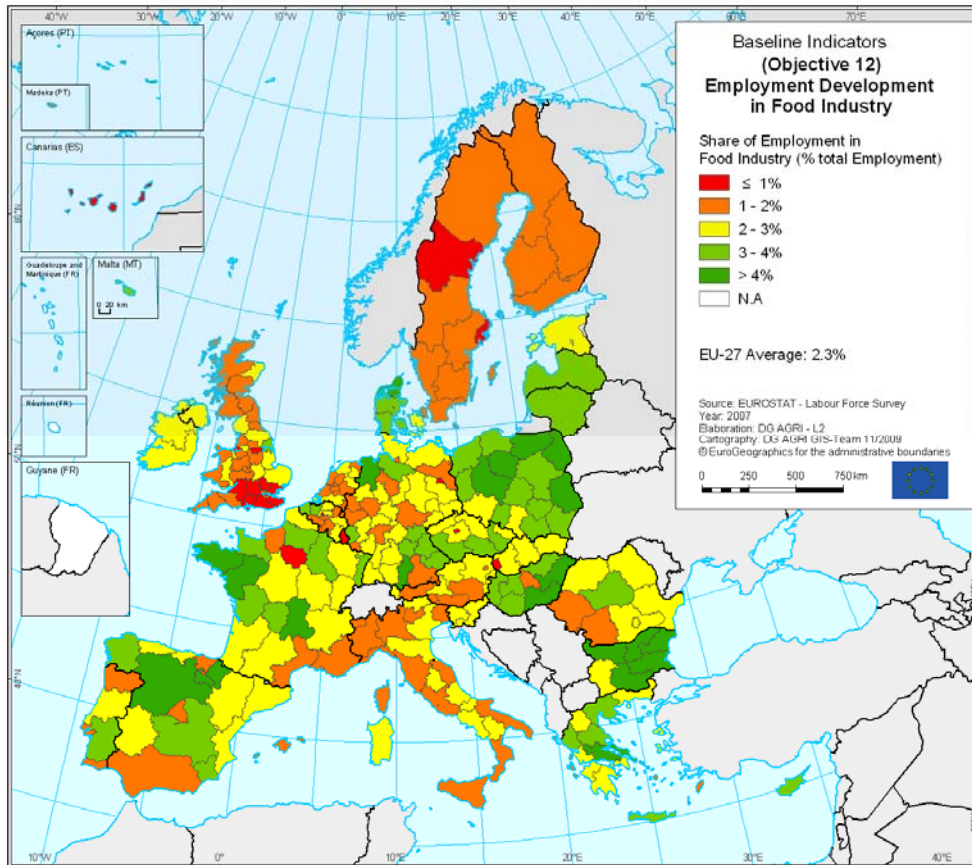 40°W
30°W
20°W
10°W
0°E
10°E
20°E
30°E
40°E
50°E
60°E
70°E
Açores (PT)
Madeira (PT)
Canarias (ES)
Guadeloupe and
Martinique (FR)
Malta (MT)
0 20 km
Réunion (FR)
Guyane (FR)
Baseline Indicators
(Objective 12)
Employment Development
in Food Industry
Share of Employment in
Food Industry (% total Employment)
≤ 1%
1 - 2%
2 - 3%
3 - 4%
> 4%
N.A
EU-27 Average: 2.3%
Source: EUROSTAT - Labour Force Survey
Year: 2007
Elaboration: DG AGRI - L2
Cartography: DG AGRI GIS-Team 11/2009
© EuroGeographics for the administrative boundaries
0 250 500 750 km
50°N
40°N
10°W
0°
10°E
20°E
30°E
40°E